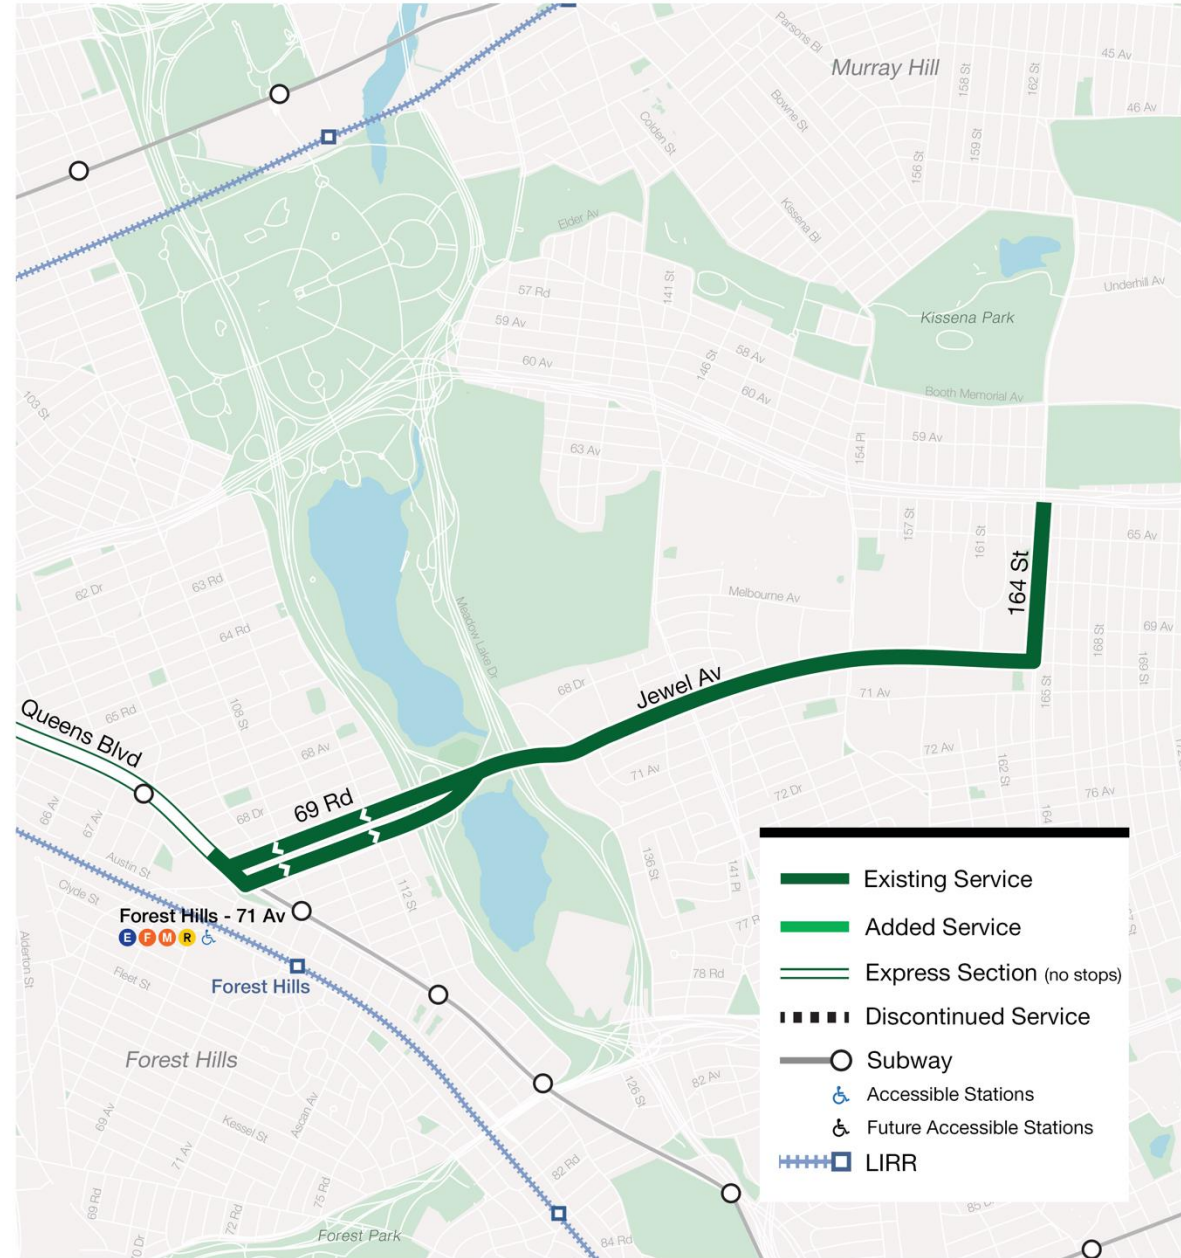 Murray Hill
Parsons Bl
Bowne St
Colden St
Kissena Bl
158 St
162 St
45 Av
46 Av
159 St
156 St
Elder Av
141 St
57 Rd
59 Av
60 Av
Underhill Av
Kissena Park
146 St
58 Av
60 Av
Booth Memorial Av
103 St
63 Av
154 Pl
59 Av
157 St
161 St
65 Av
62 Dr
63 Rd
64 Rd
Meadow Lake Dr
Melbourne Av
164 St
168 St
69 Av
169 St
68 Dr
Jewel Av
71 Av
165 St
Queens Blvd
65 Rd
108 St
68 Av
71 Av
72 Av
162 St
72 Dr
76 Av
164
66 Av
67 Av
68 Dr
69 Rd
Austin St
Clyde St
112 St
136 St
141 Pl
77 R
78 Rd
Forest Hills - 71 Av
E F M R
Forest Hills
Alderton St
Fleet St
Forest Hills
69 Av
Kessel St
Ascan Av
71 Av
126 St
82 Av
82 Rd
69 Rd
72 Rd
75 Rd
70 Dr
Forest Park
84 Rd
Existing Service
Added Service
Express Section (no stops)
Discontinued Service
Subway
Accessible Stations
Future Accessible Stations
LIRR